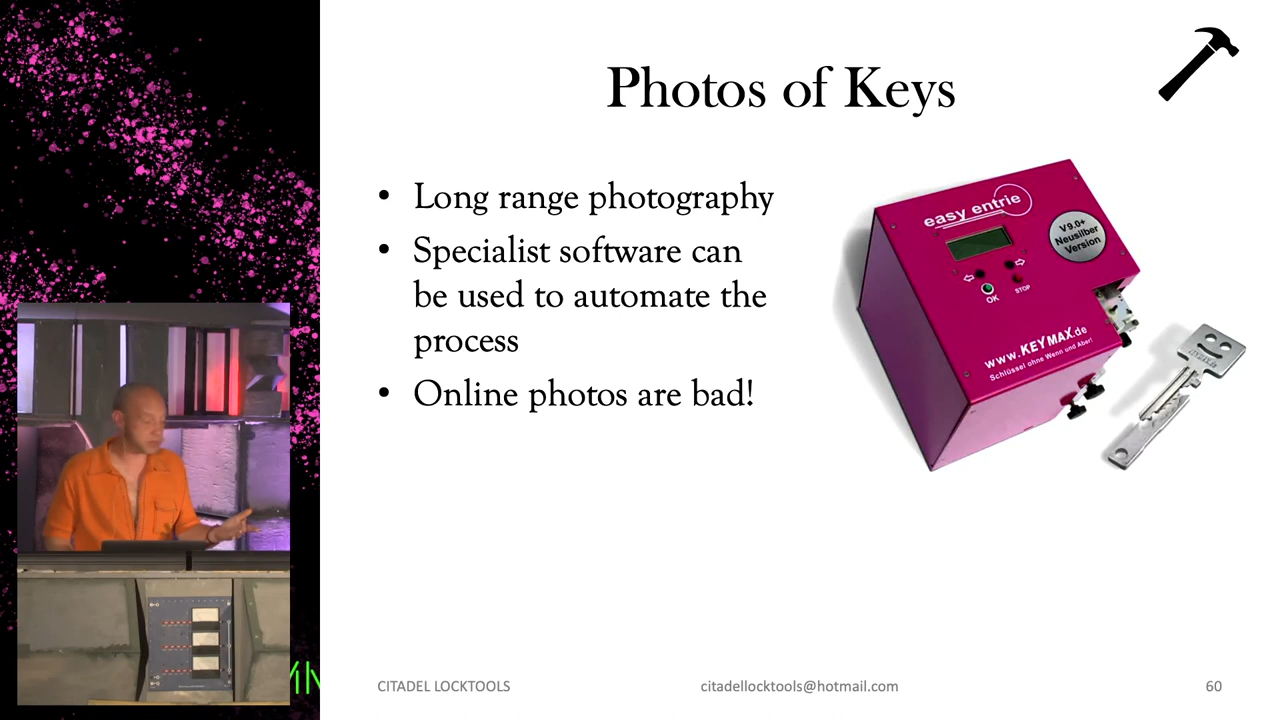 Photos of Keys
• Long range photography
• Specialist software can
be used to automate the
process
• Online photos are bad!
easy entrie
V9.0+
Neusilber
Version
OK
STOP
www.KEYMAX.de
Schlüssel ohne Wenn und Aber!
CITADEL LOCKTOOLS
citadellocktools@hotmail.com
60